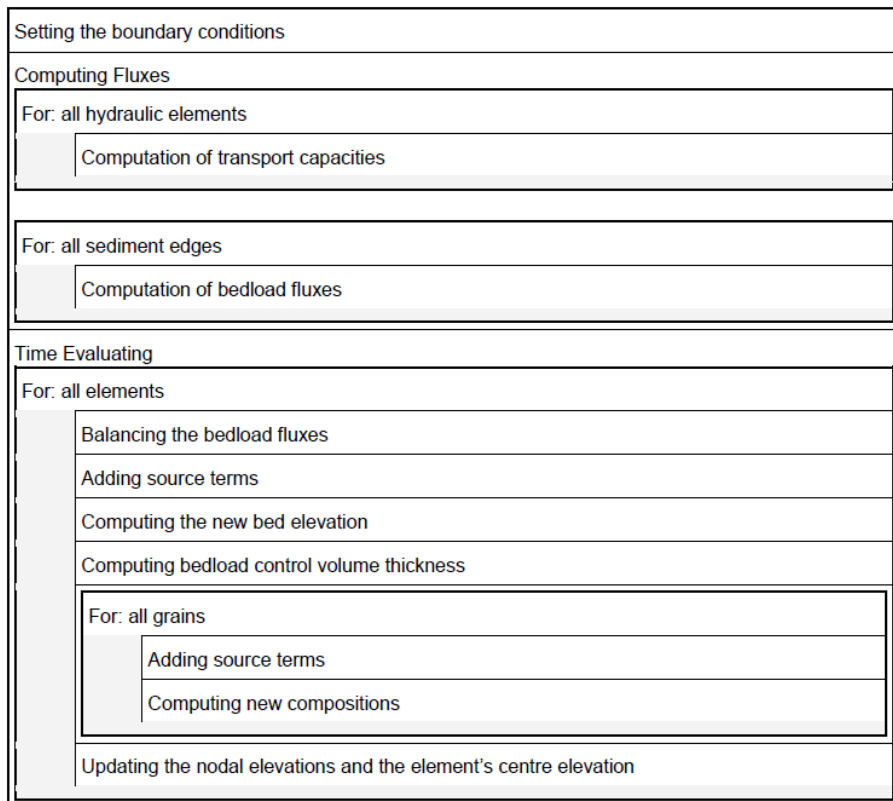 Setting the boundary conditions
Computing Fluxes
For: all hydraulic elements
Computation of transport capacities
For: all sediment edges
Computation of bedload fluxes
Time Evaluating
For: all elements
Balancing the bedload fluxes
Adding source terms
Computing the new bed elevation
Computing bedload control volume thickness
For: all grains
Adding source terms
Computing new compositions
Updating the nodal elevations and the element's centre elevation